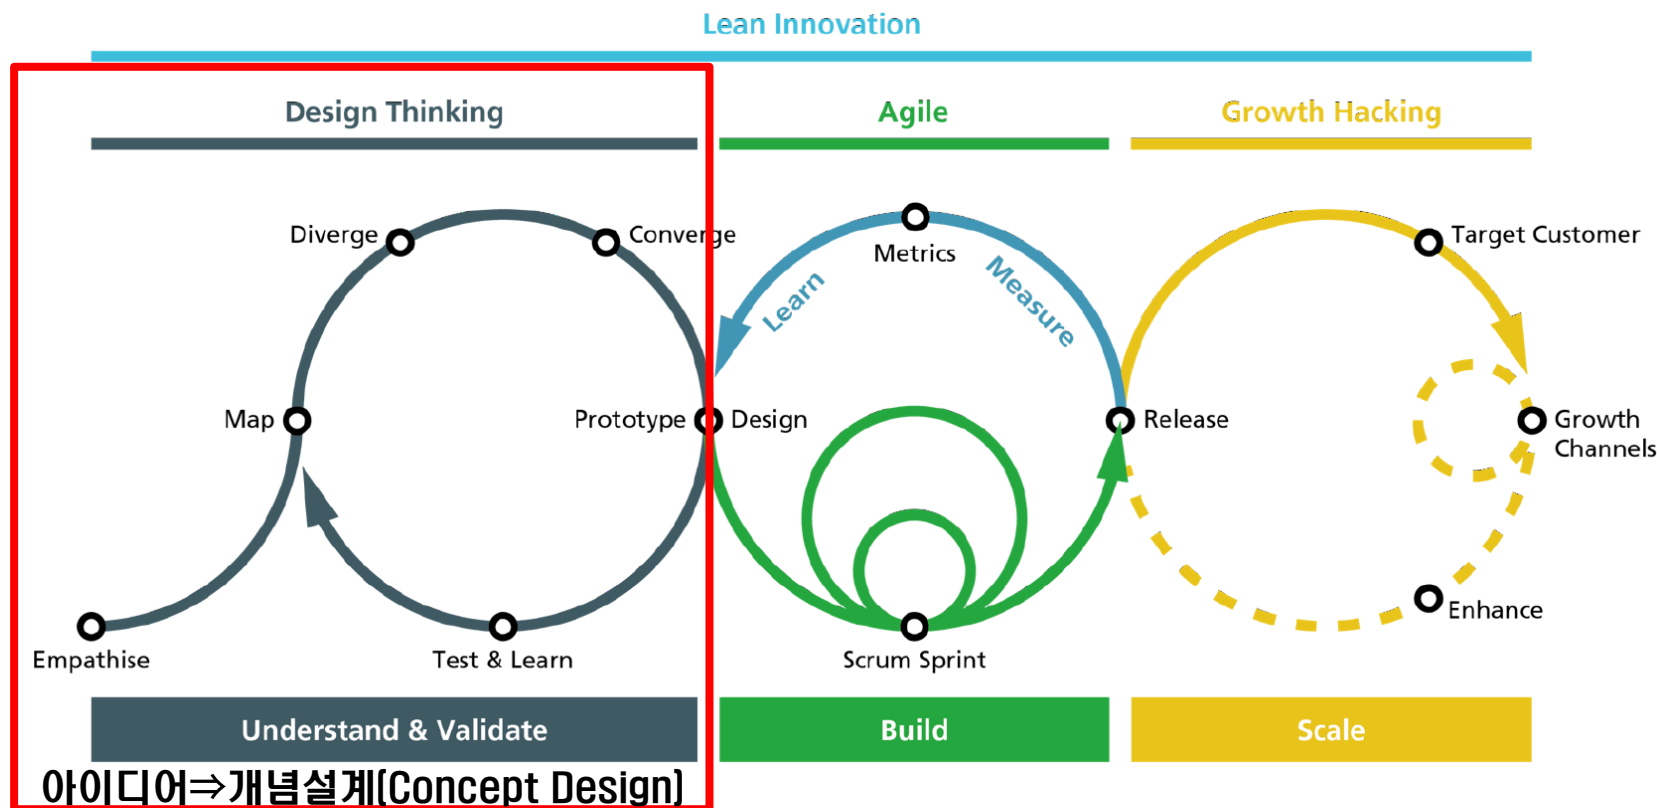 Lean Innovation
Design Thinking
Agile
Growth Hacking
Diverge
Converge
Metrics
Learn
Measure
Target Customer
Map
Prototype
Design
Release
Growth
Channels
Enhance
Empathise
Test & Learn
Scrum Sprint
Understand & Validate
Build
Scale
아이디어⇒개념설계(Concept Design)